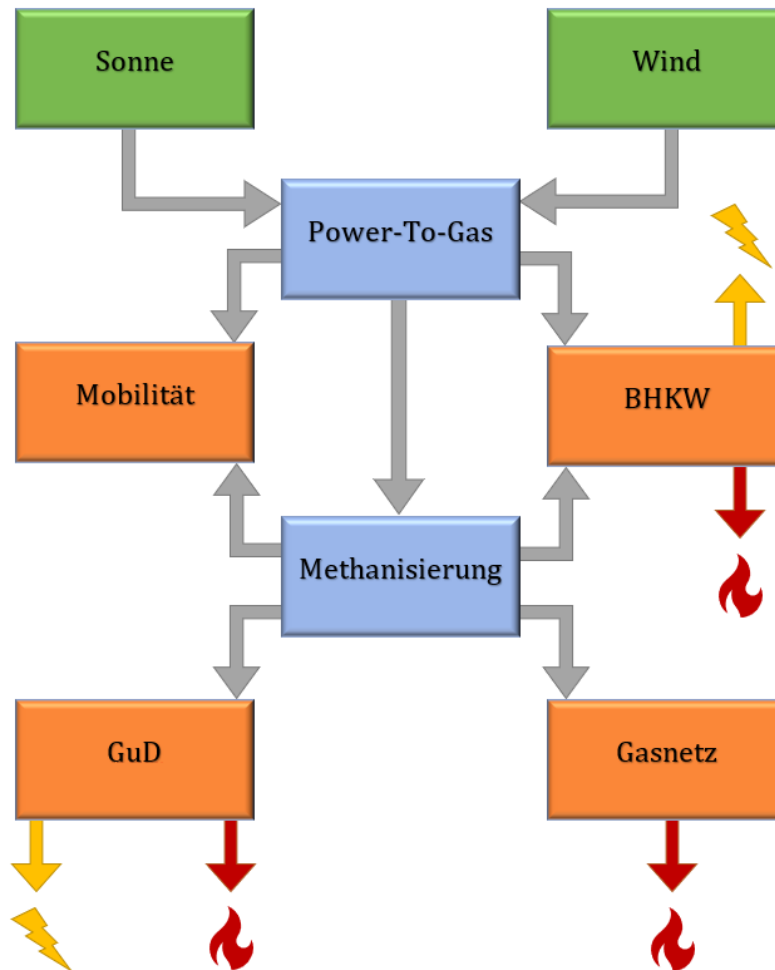 Sonne
Wind
Power-To-Gas
Mobilität
BHKW
Methanisierung
GuD
Gasnetz